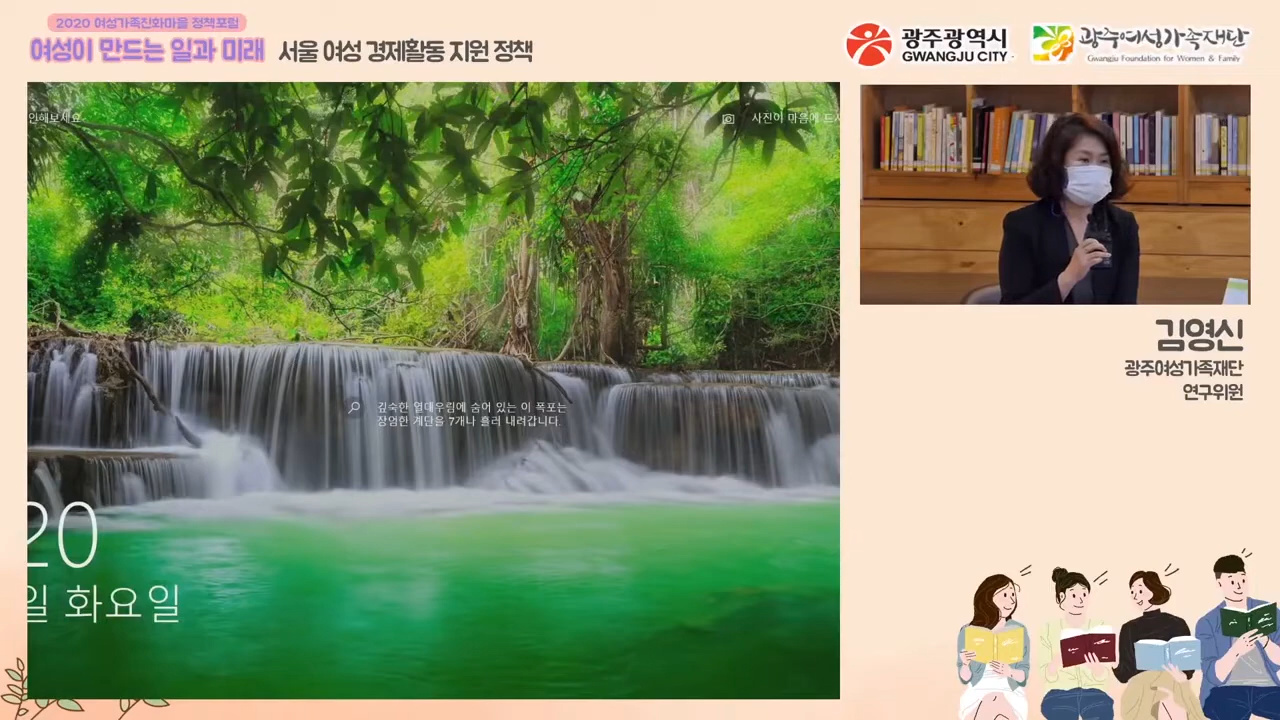 2020 여성가족친화마을 정책포럼
여성이 만드는 일과 미래 서울 여성 경제활동 지원 정책
광주광역시
GWANGJU CITY
광주여성가족재단
Gwangju Foundation for Women & Family
인해보세요
사진이 마음에 드시
깊숙한 열대우림에 숨어 있는 이 폭포는
장엄한 계단을 7개나 흘러 내려갑니다.
20
일 화요일
김영신
광주여성가족재단
연구위원